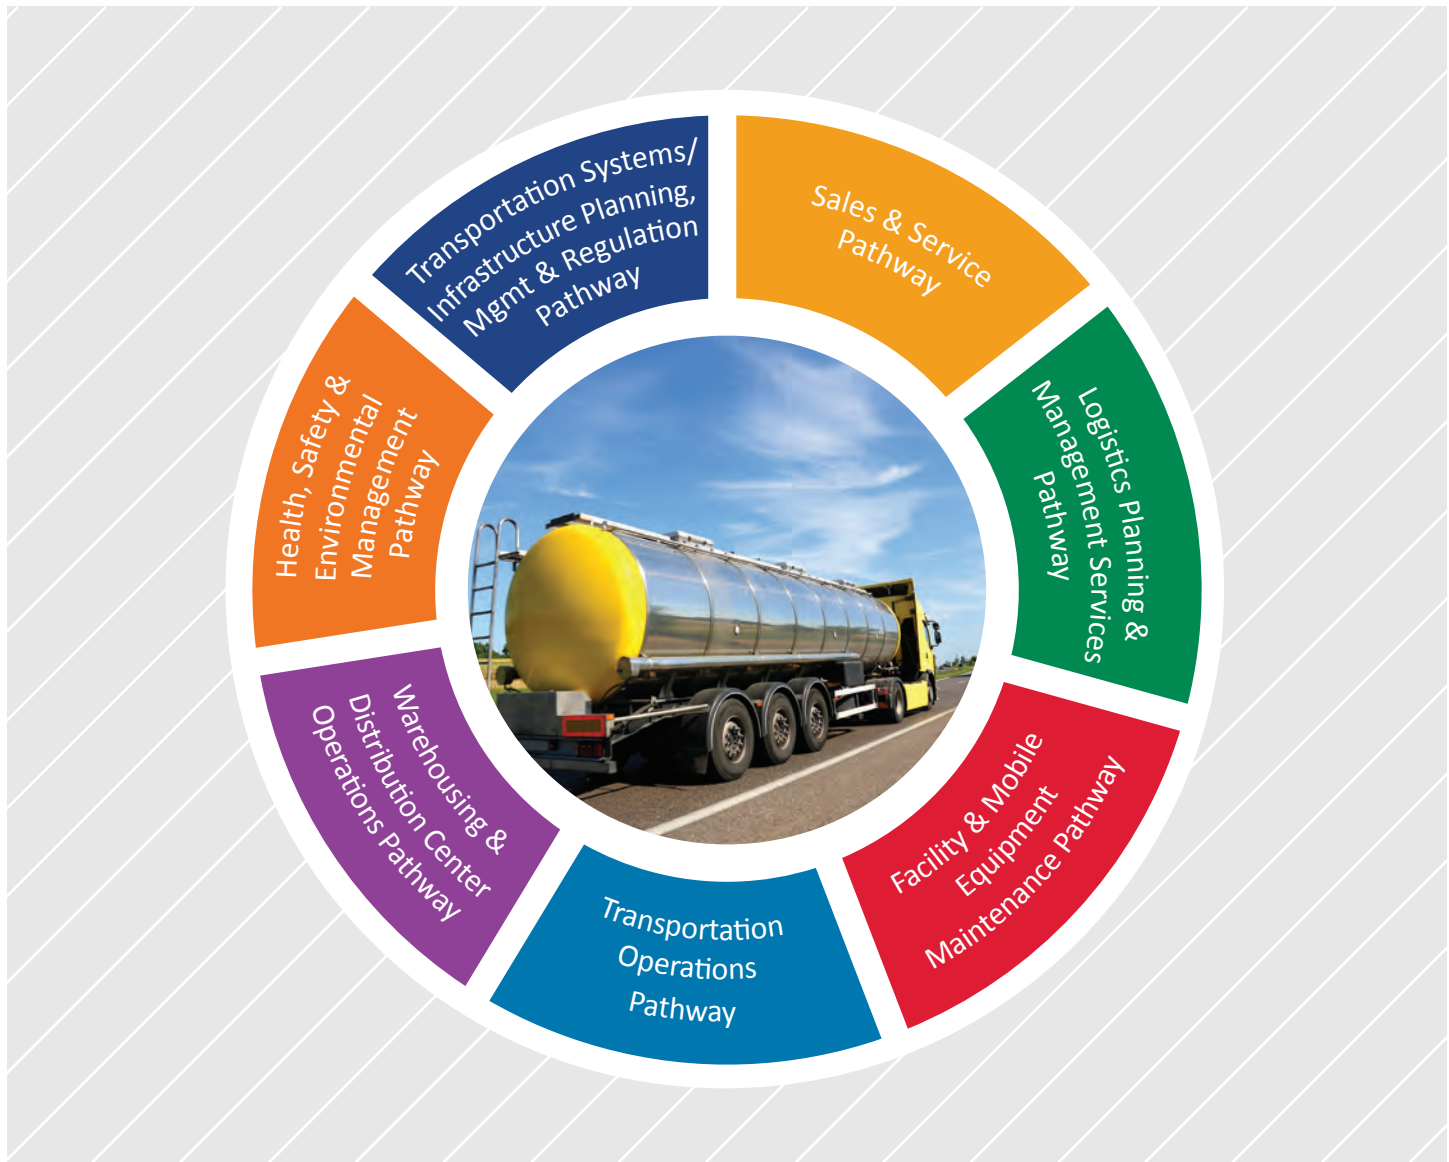 Transportation Systems/
Infrastructure Planning,
Mgmt & Regulation
Pathway
Sales & Service
Pathway
Logistics Planning &
Management Services
Pathway
Facility & Mobile
Equipment
Maintenance Pathway
Transportation
Operations
Pathway
Warehousing &
Distribution Center
Operations Pathway
Health, Safety &
Environmental
Management
Pathway